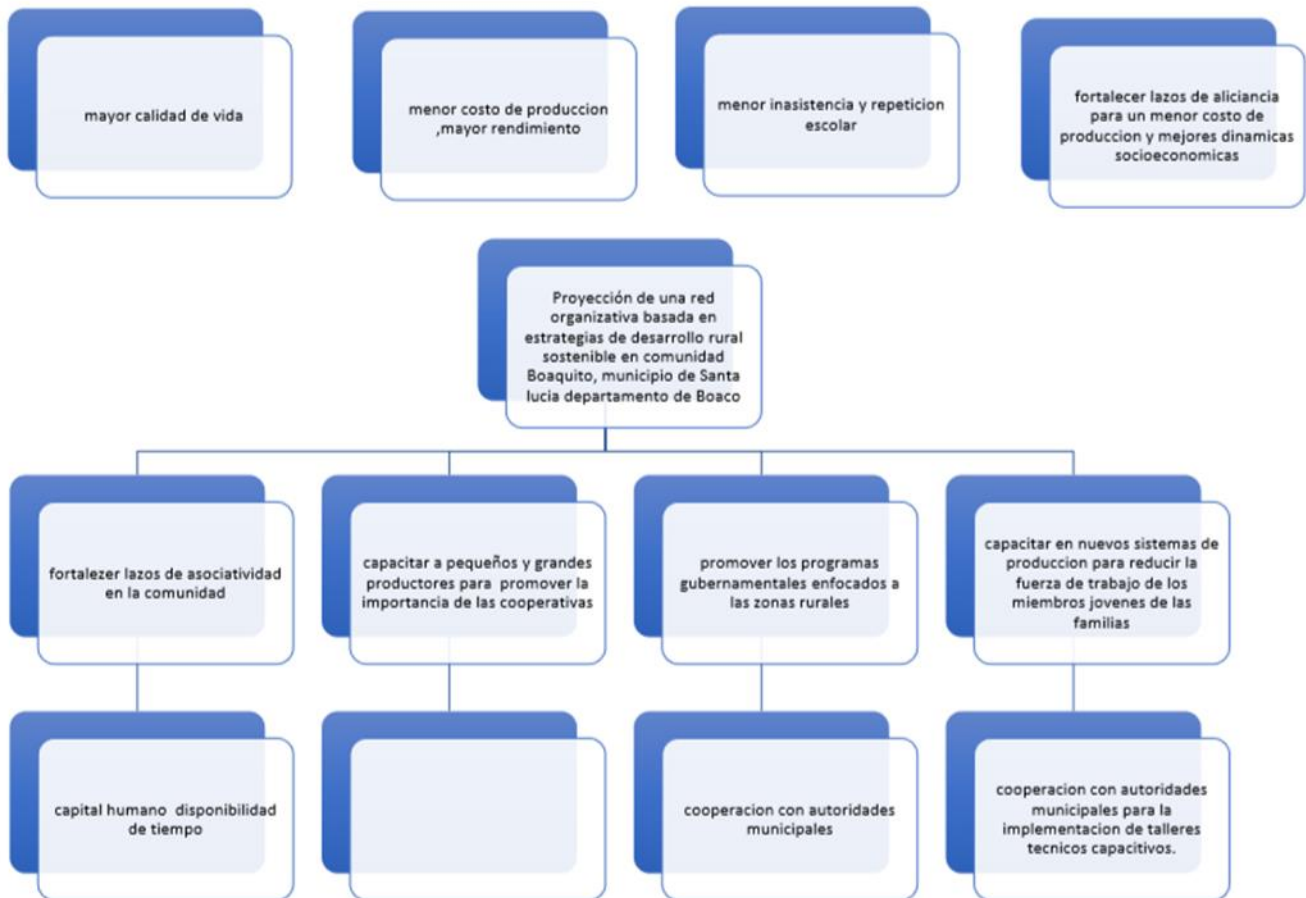 mayor calidad de vida
menor costo de produccion
,mayor rendimiento
menor inasistencia y repeticion
escolar
fortalecer lazos de aliciancia
para un menor costo de
produccion y mejores dinamicas
socioeconomicas
Proyección de una red
organizativa basada en
estrategias de desarrollo rural
sostenible en comunidad
Boaquito, municipio de Santa
lucia departamento de Boaco
fortalezer lazos de asociatividad
en la comunidad
capacitar a pequeños y grandes
productores para promover la
importancia de las cooperativas
promover los programas
gubernamentales enfocados a
las zonas rurales
capacitar en nuevos sistemas de
produccion para reducir la
fuerza de trabajo de los
miembros jovenes de las
familias
capital humano disponibilidad
de tiempo
cooperacion con autoridades
municipales
cooperacion con autoridades
municipales para la
implementacion de talleres
tecnicos capacitivos.